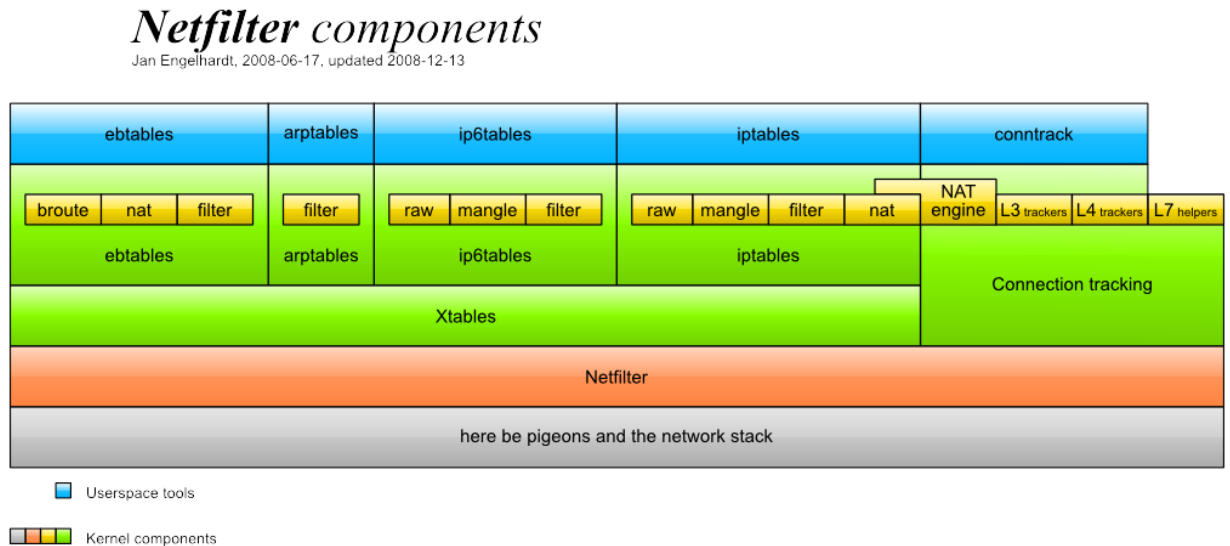 Netfilter components
Jan Engelhardt, 2008-06-17, updated 2008-12-13
ebtables arptables ip6tables iptables conntrack
broute nat filter filter raw mangle filter raw mangle filter nat NAT engine L3 trackers L4 trackers L7 helpers
ebtables arptables ip6tables iptables
Connection tracking
Xtables
Netfilter
here be pigeons and the network stack
Userspace tools
Kernel components